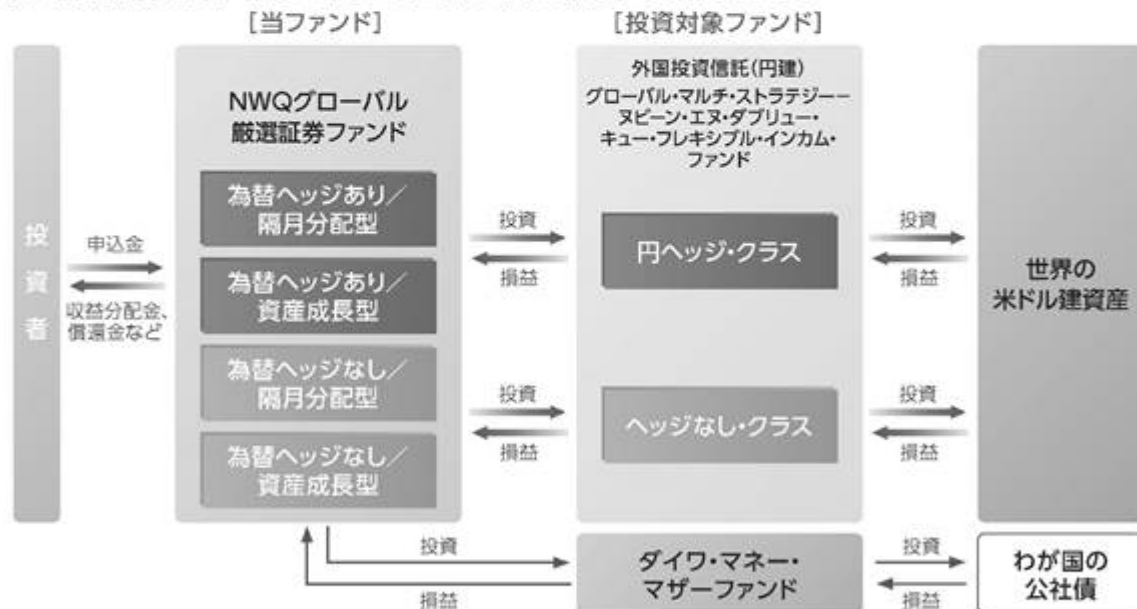 [当ファンド]
[投資対象ファンド]
投資者
申込金
収益分配金、
償還金など
NWQグローバル
厳選証券ファンド
為替ヘッジあり／
隔月分配型
為替ヘッジあり／
資産成長型
為替ヘッジなし／
隔月分配型
為替ヘッジなし／
資産成長型
投資
損益
投資
損益
外国投資信託(円建)
グローバル・マルチ・ストラテジー－
ヌビーン・エヌ・ダブリュー・
キュー・フレキシブル・インカム・
ファンド
円ヘッジ・クラス
ヘッジなし・クラス
投資
損益
投資
損益
世界の
米ドル建資産
投資
損益
ダイワ・マネー・
マザーファンド
投資
損益
わが国の
公社債